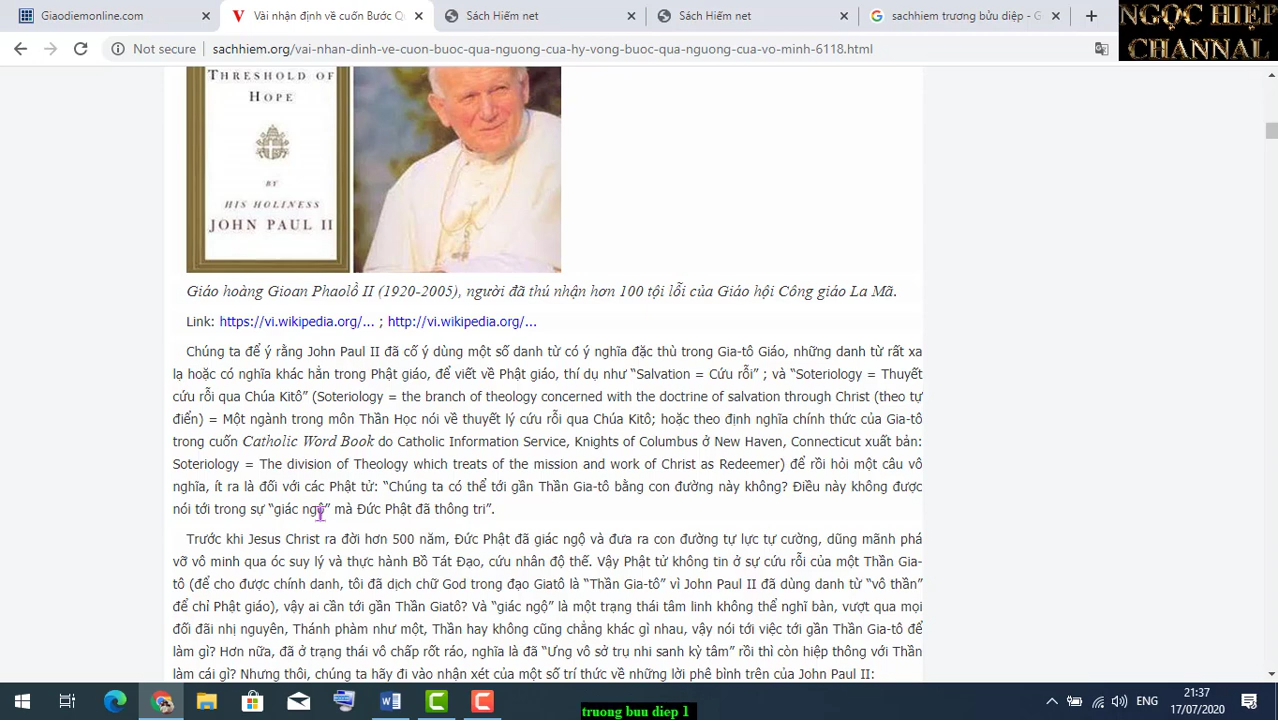 Giaodiemonline.com
Vài nhận định về cuốn Bước Q
Sách Hiếm net
Sách Hiếm net
sachhiem trương bửu diệp - G
NGỌC HIỆP
CHANNAL
Not secure
sachhiem.org/vai-nhan-dinh-ve-cuon-buoc-qua-nguong-cua-hy-vong-buoc-qua-nguong-cua-vo-minh-6118.html
THRESHOLD OF
HOPE
BY
HIS HOLINESS
JOHN PAUL II
Giáo hoàng Gioan Phaolô II (1920-2005), người đã thú nhận hơn 100 tội lỗi của Giáo hội Công giáo La Mã.
Link: https://vi.wikipedia.org/... ; http://vi.wikipedia.org/...
Chúng ta để ý rằng John Paul II đã cố ý dùng một số danh từ có ý nghĩa đặc thù trong Gia-tô Giáo, những danh từ rất xa
lạ hoặc có nghĩa khác hẳn trong Phật giáo, để viết về Phật giáo, thí dụ như “Salvation = Cứu rỗi” ; và “Soteriology = Thuyết
cứu rỗi qua Chúa Kitô” (Soteriology = the branch of theology concerned with the doctrine of salvation through Christ (theo tự
điển) = Một ngành trong môn Thần Học nói về thuyết lý cứu rỗi qua Chúa Kitô; hoặc theo định nghĩa chính thức của Gia-tô
trong cuốn Catholic Word Book do Catholic Information Service, Knights of Columbus ở New Haven, Connecticut xuất bản:
Soteriology = The division of Theology which treats of the mission and work of Christ as Redeemer) để rồi hỏi một câu vô
nghĩa, ít ra là đối với các Phật tử: “Chúng ta có thể tới gần Thần Gia-tô bằng con đường này không? Điều này không được
nói tới trong sự “giác ngộ” mà Đức Phật đã thông tri”.
Trước khi Jesus Christ ra đời hơn 500 năm, Đức Phật đã giác ngộ và đưa ra con đường tự lực tự cường, dũng mãnh phá
vỡ vô minh qua óc suy lý và thực hành Bồ Tát Đạo, cứu nhân độ thế. Vậy Phật tử không tin ở sự cứu rỗi của một Thần Gia-
tô (để cho được chính danh, tôi đã dịch chữ God trong đạo Giatô là “Thần Gia-tô” vì John Paul II đã dùng danh từ “vô thần”
để chỉ Phật giáo), vậy ai cần tới gần Thần Giatô? Và “giác ngộ” là một trạng thái tâm linh không thể nghĩ bàn, vượt qua mọi
đối đãi nhị nguyên, Thánh phàm như một, Thần hay không cũng chẳng khác gì nhau, vậy nói tới việc tới gần Thần Gia-tô để
làm gì? Hơn nữa, đã ở trạng thái vô chấp rốt ráo, nghĩa là đã “Ưng vô sở trụ nhi sanh kỳ tâm” rồi thì còn hiệp thông với Thần
làm cái gì? Nhưng thôi, chúng ta hãy đi vào nhận xét của một số trí thức về những lời phê bình trên của John Paul II:
ENG
21:37
17/07/2020
truong buu diep 1